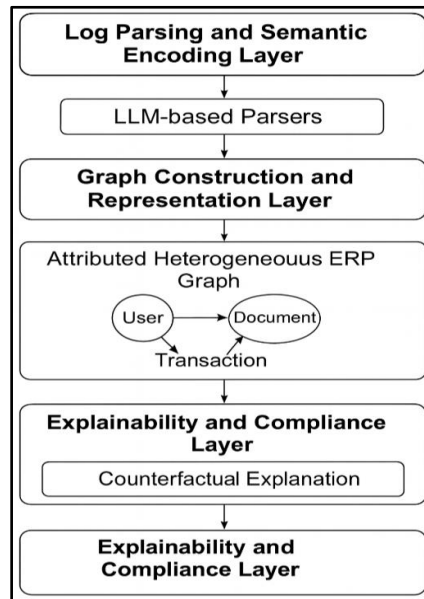 Log Parsing and Semantic
Encoding Layer
LLM-based Parsers
Graph Construction and
Representation Layer
Attributed Heterogeneouus ERP
Graph
User
Document
Transaction
Explainability and Compliance
Layer
Counterfactual Explanation
Explainability and
Compliance Layer